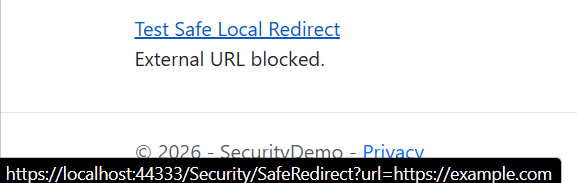 Test Safe Local Redirect
External URL blocked.
© 2026 - SecurityDemo - Privacy
https://localhost:44333/Security/SafeRedirect?url=https://example.com